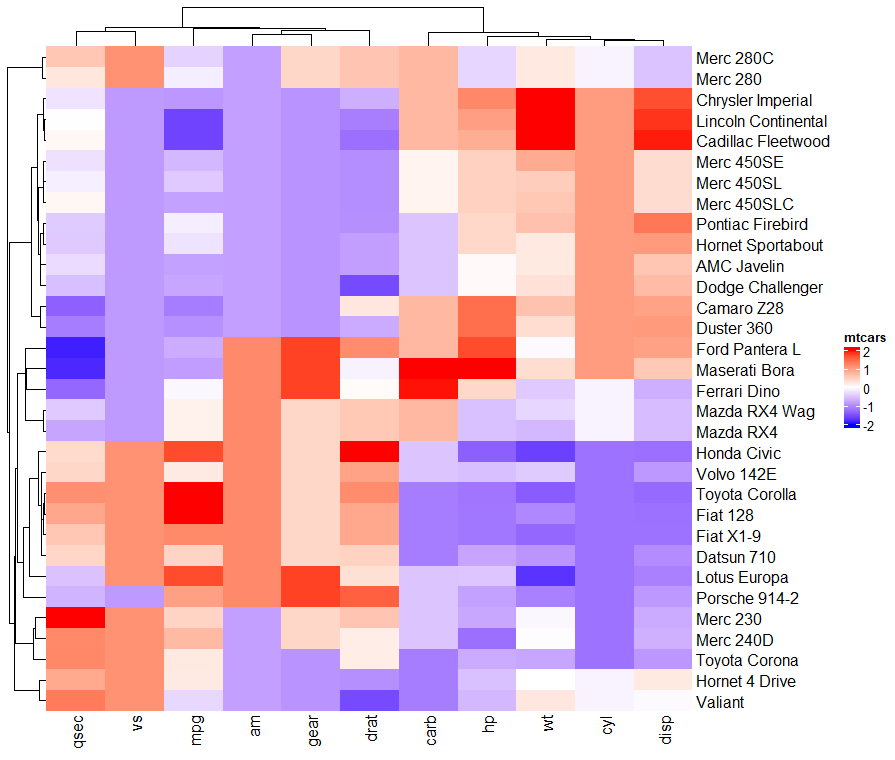 Merc 280C
Merc 280
Chrysler Imperial
Lincoln Continental
Cadillac Fleetwood
Merc 450SE
Merc 450SL
Merc 450SLC
Pontiac Firebird
Hornet Sportabout
AMC Javelin
Dodge Challenger
Camaro Z28
Duster 360
Ford Pantera L
Maserati Bora
Ferrari Dino
Mazda RX4 Wag
Mazda RX4
Honda Civic
Volvo 142E
Toyota Corolla
Fiat 128
Fiat X1-9
Datsun 710
Lotus Europa
Porsche 914-2
Merc 230
Merc 240D
Toyota Corona
Hornet 4 Drive
Valiant
qsec vs mpg am gear drat carb hp wt cyl disp
mtcars
2
1
0
-1
-2